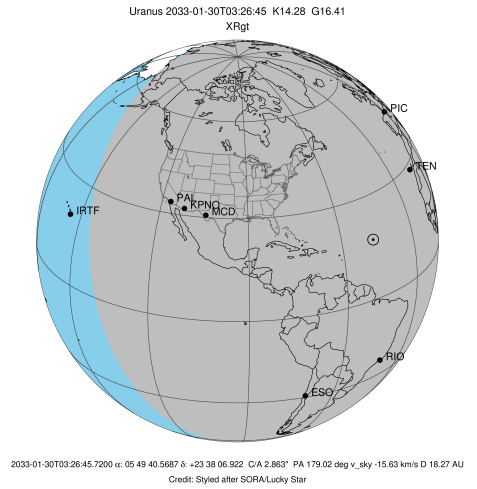 Uranus 2033-01-30T03:26:45 K14.28 G16.41
XRgt
PIC
TEN
PAL
KPNO
MCD
IRTF
RIO
ESO
2033-01-30T03:26:45.7200 α: 05 49 40.5687 δ: +23 38 06.922 C/A 2.863" PA 179.02 deg v_sky -15.63 km/s D 18.27 AU
Credit: Styled after SORA/Lucky Star